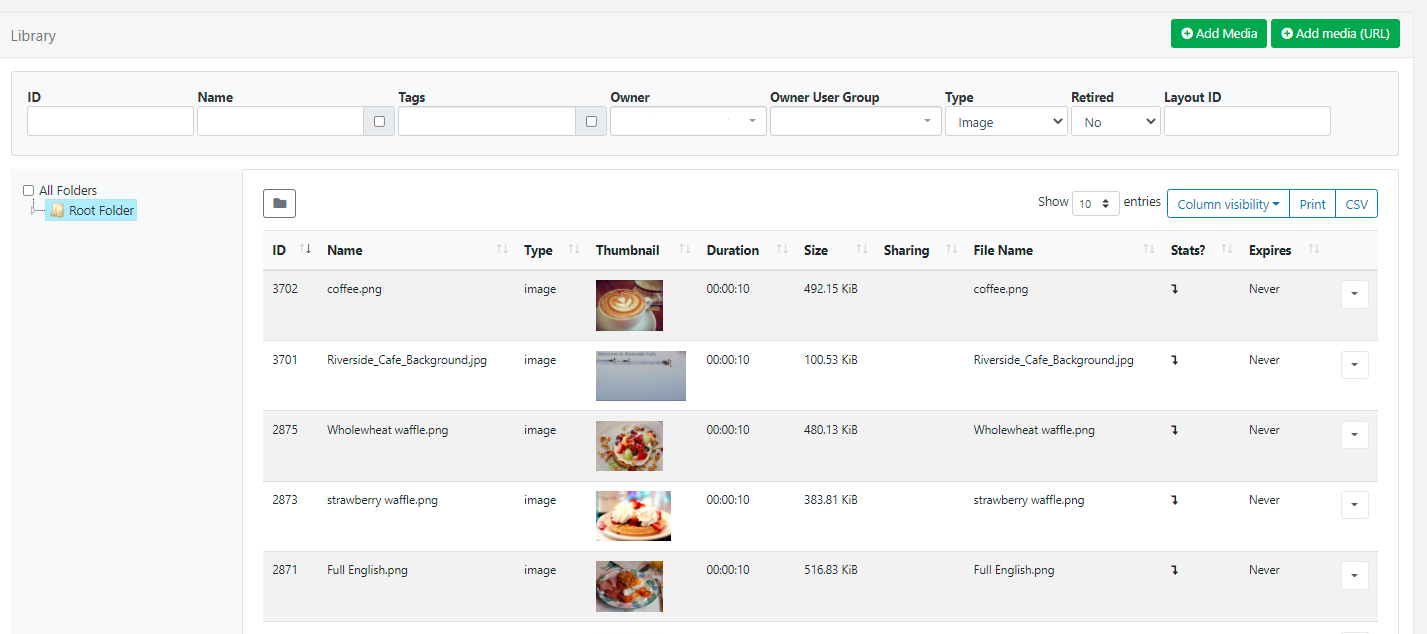 Library
Add Media
Add media (URL)
ID Name Tags Owner Owner User Group Type Retired Layout ID
Image No
All Folders
Root Folder
Show 10 entries Column visibility Print CSV
ID Name Type Thumbnail Duration Size Sharing File Name Stats? Expires
3702 coffee.png image 00:00:10 492.15 KiB coffee.png Never
3701 Riverside_Cafe_Background.jpg image 00:00:10 100.53 KiB Riverside_Cafe_Background.jpg Never
Welcome to Riverside Cafe
2875 Wholewheat waffle.png image 00:00:10 480.13 KiB Wholewheat waffle.png Never
2873 strawberry waffle.png image 00:00:10 383.81 KiB strawberry waffle.png Never
2871 Full English.png image 00:00:10 516.83 KiB Full English.png Never